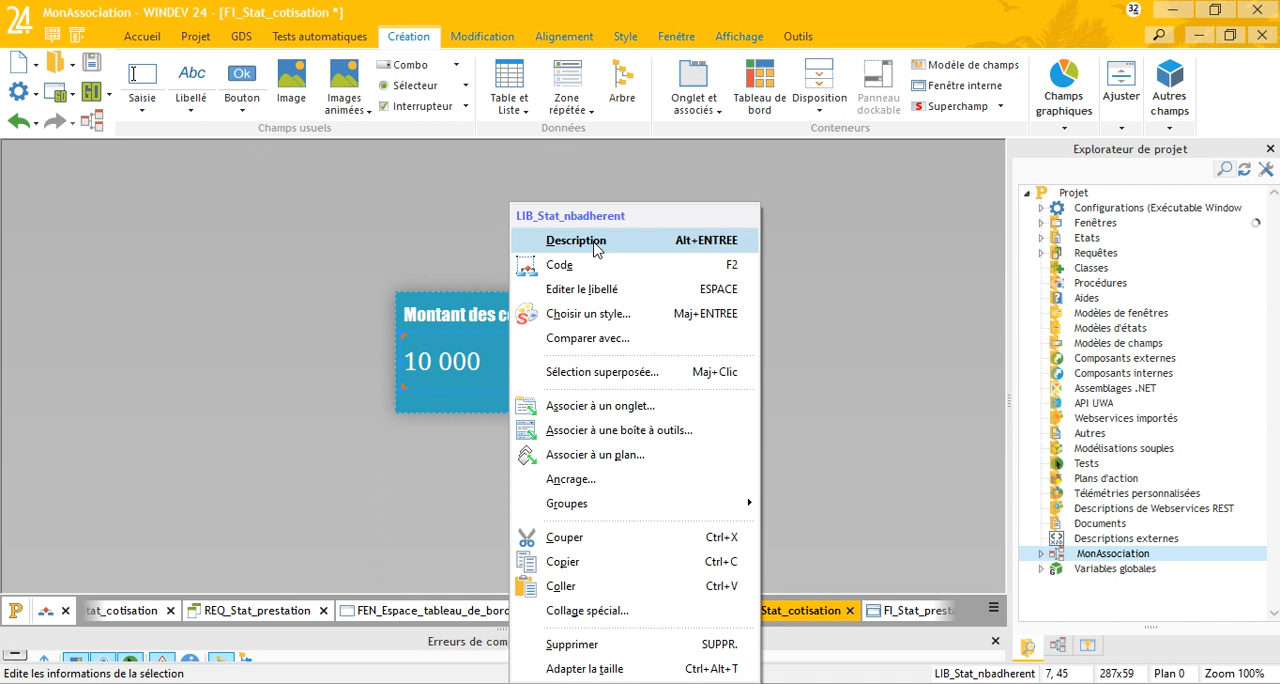 24
MonAssociation - WINDEV 24 - [FI_Stat_cotisation *]
32
Accueil Projet GDS Tests automatiques Création Modification Alignement Style Fenêtre Affichage Outils
Saisie
Abc
Libellé
Ok
Bouton
Image
Images animées
Combo
Sélecteur
Interrupteur
Champs usuels
Table et Liste
Zone répétée
Arbre
Données
Onglet et associés
Tableau de bord
Disposition
Panneau dockable
Modèle de champs
Fenêtre interne
Superchamp
Conteneurs
Champs graphiques
Ajuster
Autres champs
GO
Montant des c
10 000
LIB_Stat_nbadherent
Description Alt+ENTREE
Code F2
Editer le libellé ESPACE
Choisir un style... Maj+ENTREE
Comparer avec...
Sélection superposée... Maj+Clic
Associer à un onglet...
Associer à une boîte à outils...
Associer à un plan...
Ancrage...
Groupes
Couper Ctrl+X
Copier Ctrl+C
Coller Ctrl+V
Collage spécial...
Supprimer SUPPR.
Adapter la taille Ctrl+Alt+T
Explorateur de projet
Projet
Configurations (Exécutable Window
Fenêtres
Etats
Requêtes
Classes
Procédures
Aides
Modèles de fenêtres
Modèles d'états
Modèles de champs
Composants externes
Composants internes
Assemblages .NET
API UWA
Webservices importés
Autres
Modélisations souples
Tests
Plans d'action
Télémétries personnalisées
Descriptions de Webservices REST
Documents
Descriptions externes
MonAssociation
Variables globales
tat_cotisation REQ_Stat_prestation FEN_Espace_tableau_de_bord Stat_cotisation FI_Stat_prest
Erreurs de com
Edite les informations de la sélection
LIB_Stat_nbadherent 7, 45 287x59 Plan 0 Zoom 100%